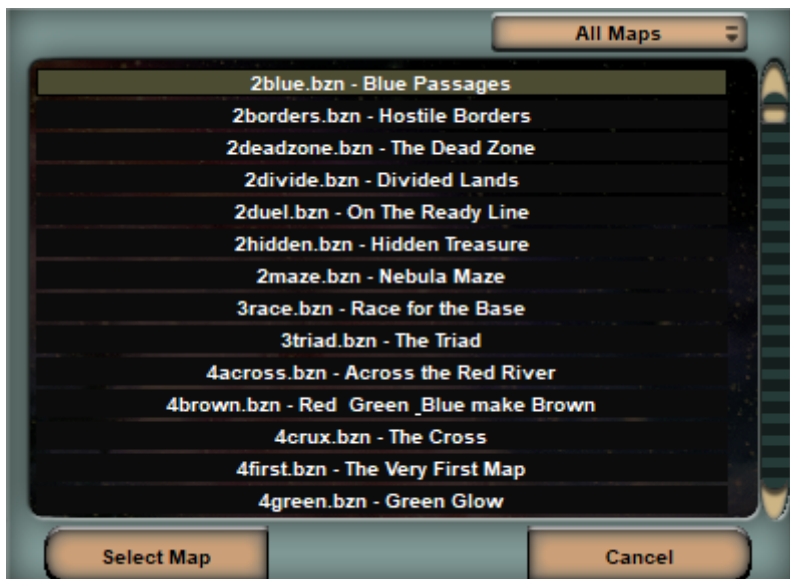 All Maps
2blue.bzn - Blue Passages
2borders.bzn - Hostile Borders
2deadzone.bzn - The Dead Zone
2divide.bzn - Divided Lands
2duel.bzn - On The Ready Line
2hidden.bzn - Hidden Treasure
2maze.bzn - Nebula Maze
3race.bzn - Race for the Base
3triad.bzn - The Triad
4across.bzn - Across the Red River
4brown.bzn - Red  Green _Blue make Brown
4crux.bzn - The Cross
4first.bzn - The Very First Map
4green.bzn - Green Glow
Select Map
Cancel